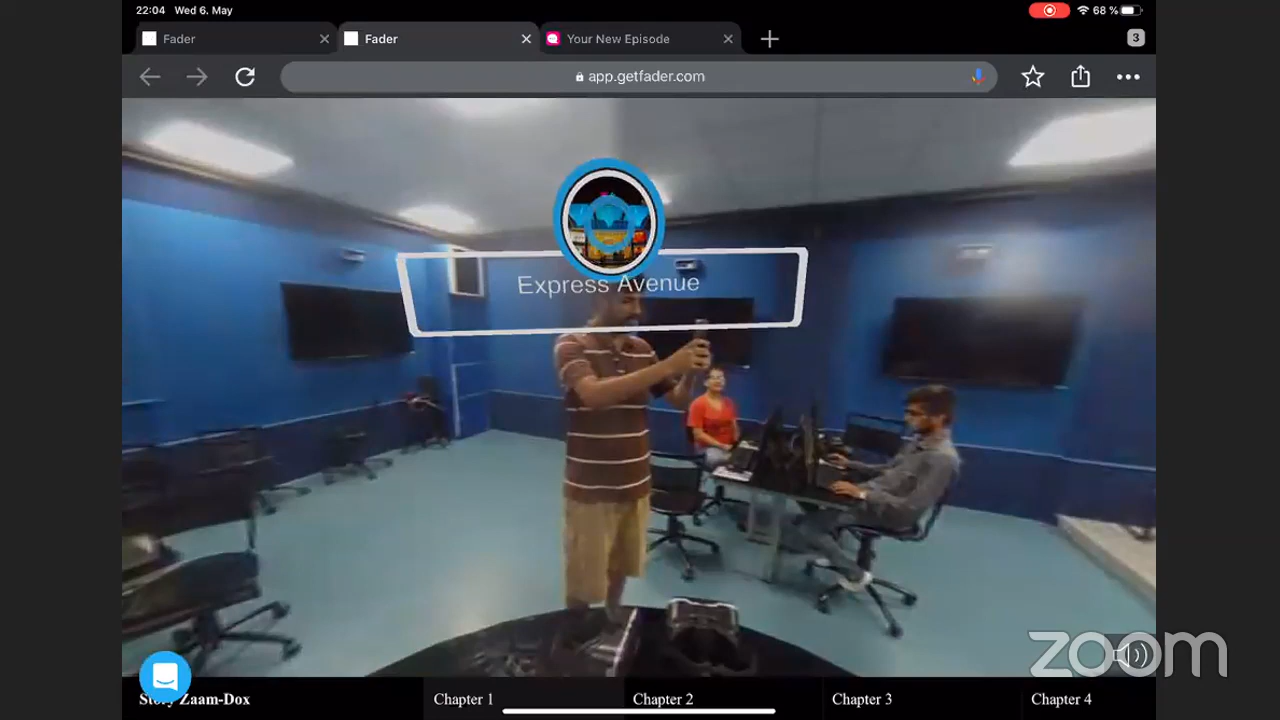 22:04 Wed 6. May
68 %
Fader
Fader
Your New Episode
3
app.getfader.com
Express Avenue
zoom
Story Zaam-Dox
Chapter 1
Chapter 2
Chapter 3
Chapter 4